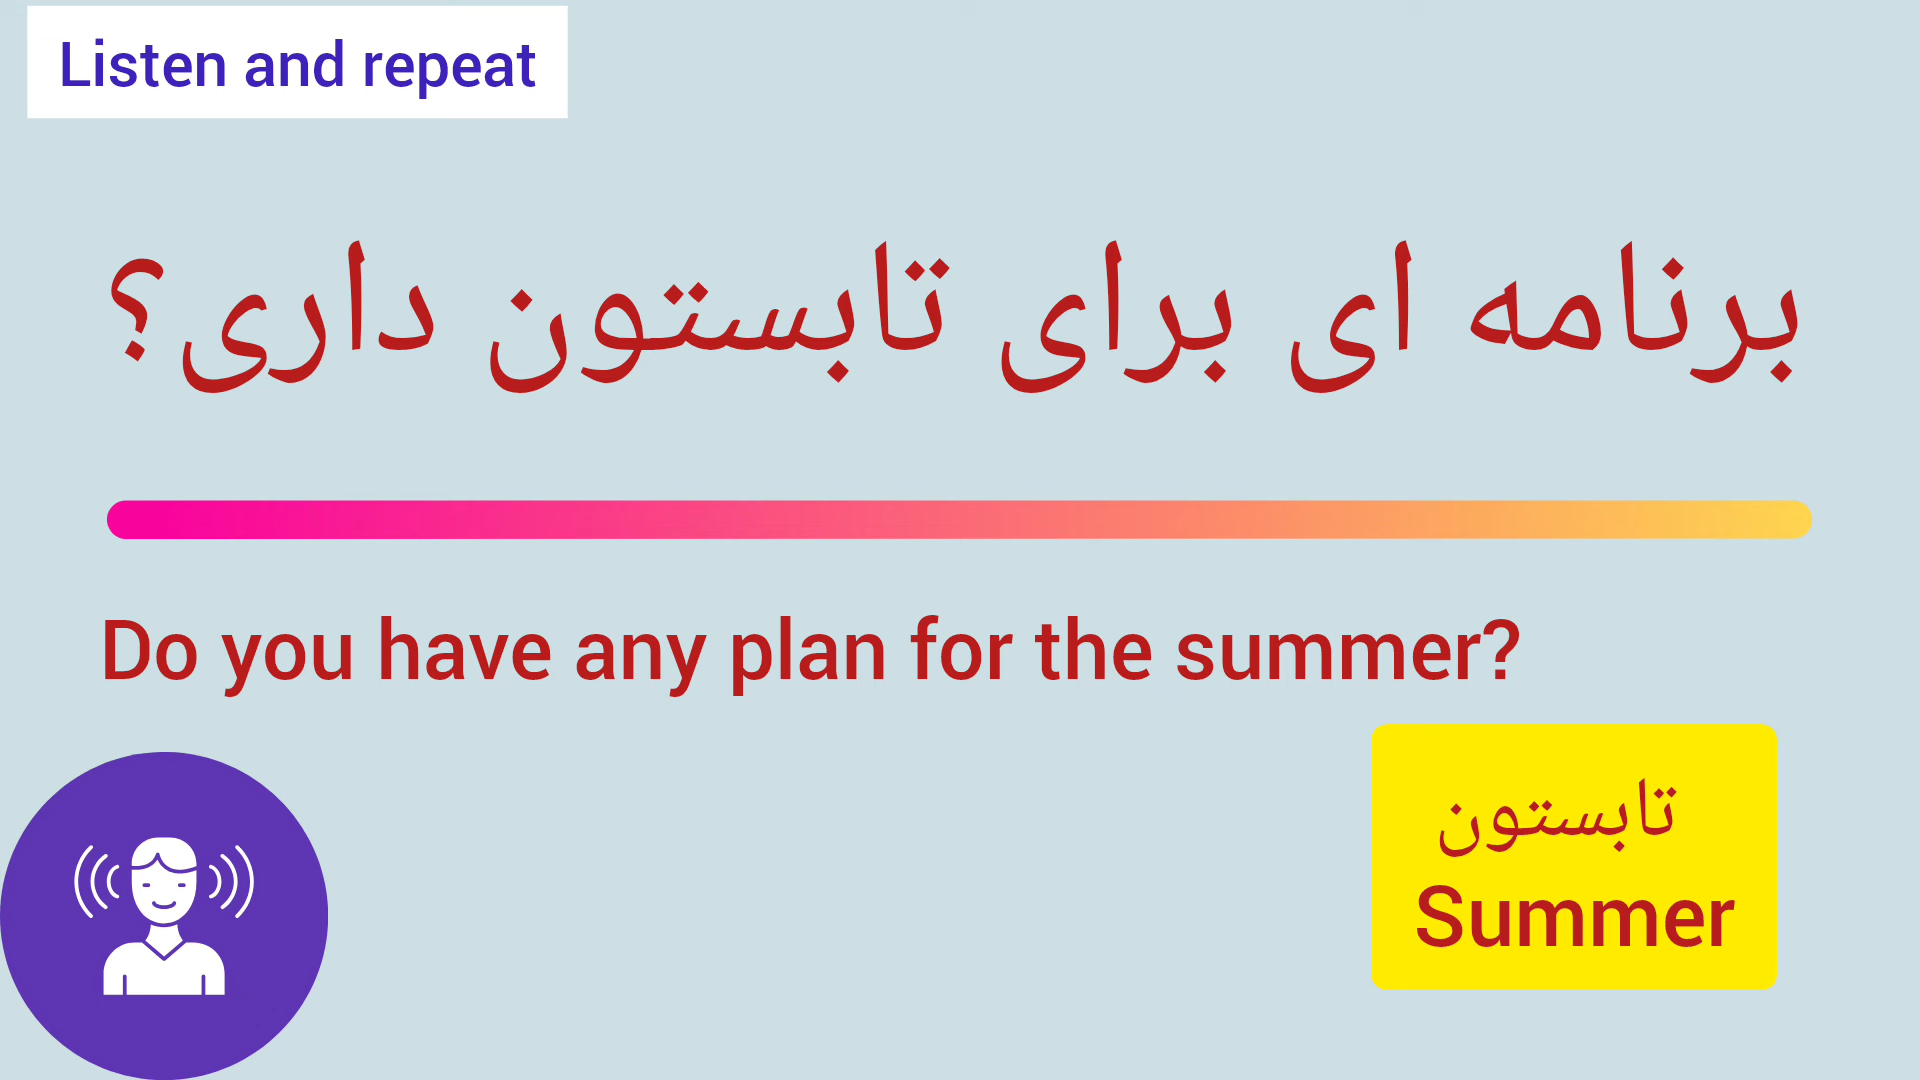 Listen and repeat
برنامه ای برای تابستون داری؟
Do you have any plan for the summer?
تابستون
Summer